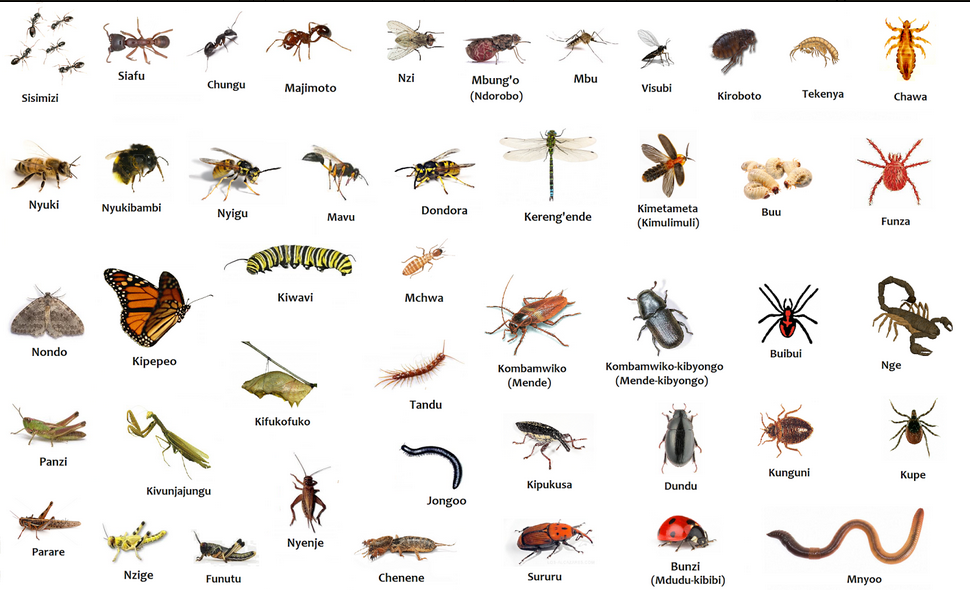 Sisimizi
Siafu
Chungu
Majimoto
Nzi
Mbung'o
(Ndorobo)
Mbu
Visubi
Kiroboto
Tekenya
Chawa
Nyuki
Nyukibambi
Nyigu
Mavu
Dondora
Kereng'ende
Kimetameta
(Kimulimuli)
Buu
Funza
Nondo
Kipepeo
Kiwavi
Mchwa
Kombamwiko
(Mende)
Kombamwiko-kibyongo
(Mende-kibyongo)
Buibui
Nge
Kifukofuko
Tandu
Panzi
Kivunjajungu
Jongoo
Kipukusa
Dundu
Kunguni
Kupe
Parare
Nzige
Funutu
Nyenje
Chenene
Sururu
Bunzi
(Mdudu-kibibi)
Mnyoo